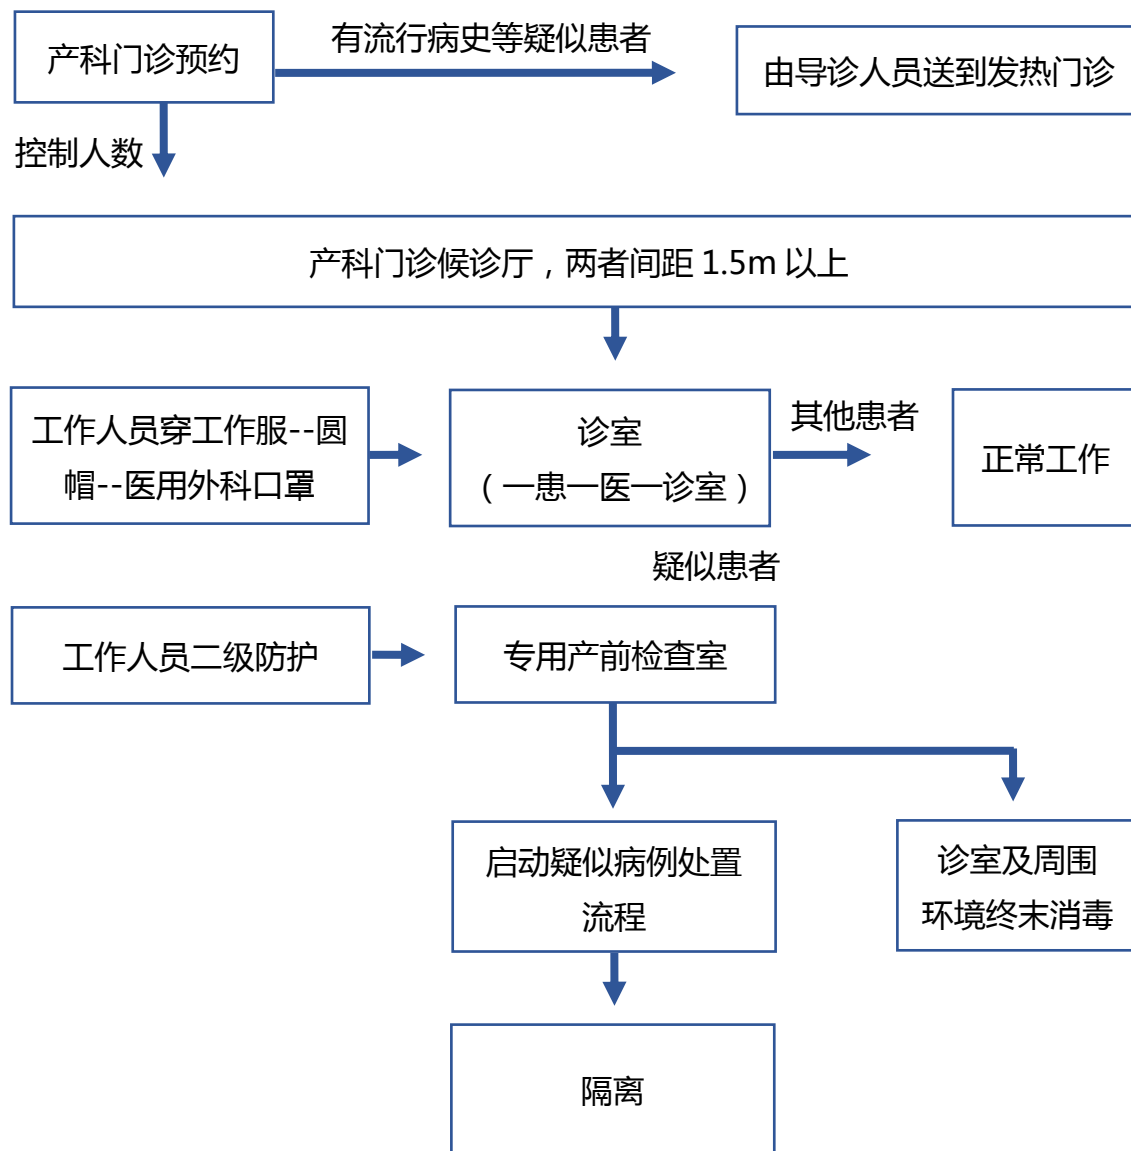 产科门诊预约
有流行病史等疑似患者
由导诊人员送到发热门诊
控制人数
产科门诊候诊厅，两者间距 1.5m 以上
工作人员穿工作服--圆
帽--医用外科口罩
诊室
（一患一医一诊室）
其他患者
正常工作
疑似患者
工作人员二级防护
专用产前检查室
启动疑似病例处置
流程
诊室及周围
环境终末消毒
隔离